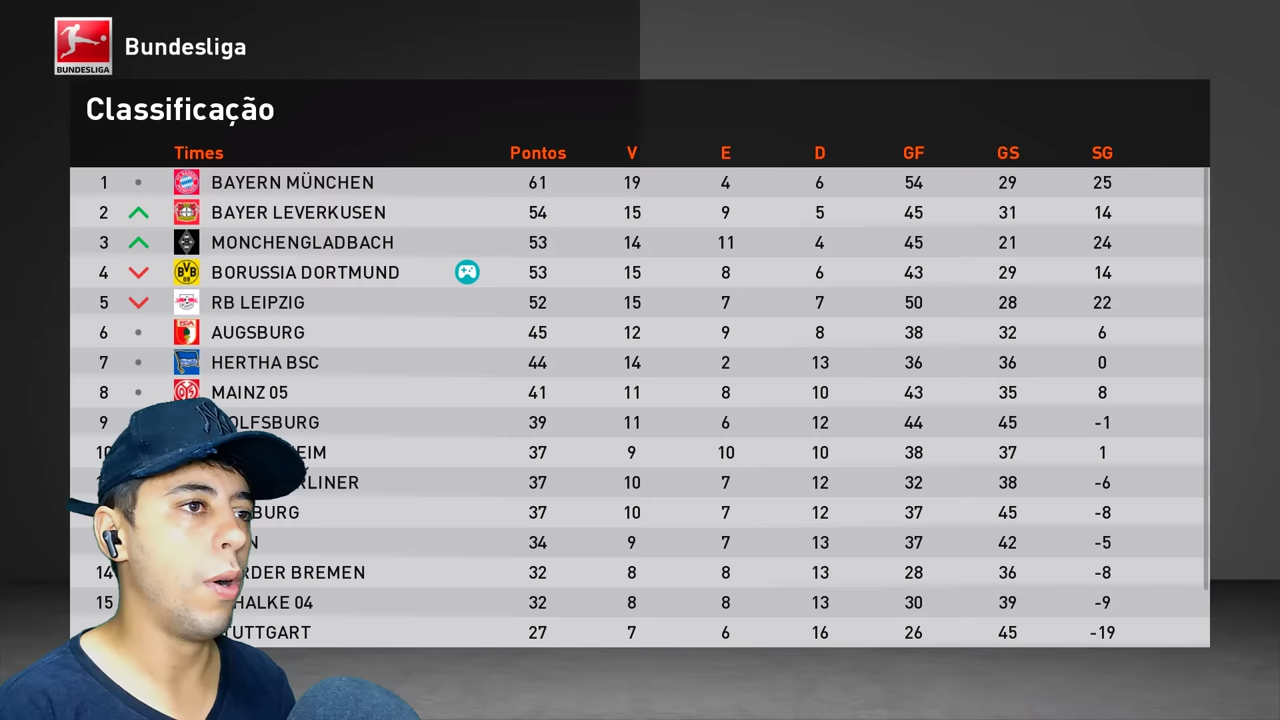 Bundesliga
BUNDESLIGA
Classificação
Times Pontos V E D GF GS SG
1 BAYERN MÜNCHEN 61 19 4 6 54 29 25
2 BAYER LEVERKUSEN 54 15 9 5 45 31 14
3 MONCHENGLADBACH 53 14 11 4 45 21 24
4 BORUSSIA DORTMUND 53 15 8 6 43 29 14
5 RB LEIPZIG 52 15 7 7 50 28 22
6 AUGSBURG 45 12 9 8 38 32 6
7 HERTHA BSC 44 14 2 13 36 36 0
8 MAINZ 05 41 11 8 10 43 35 8
9 OLFSBURG 39 11 6 12 44 45 -1
10 EIM 37 9 10 10 38 37 1
RLINER 37 10 7 12 32 38 -6
BURG 37 10 7 12 37 45 -8
N 34 9 7 13 37 42 -5
14 RDER BREMEN 32 8 8 13 28 36 -8
15 HALKE 04 32 8 8 13 30 39 -9
TUTTGART 27 7 6 16 26 45 -19